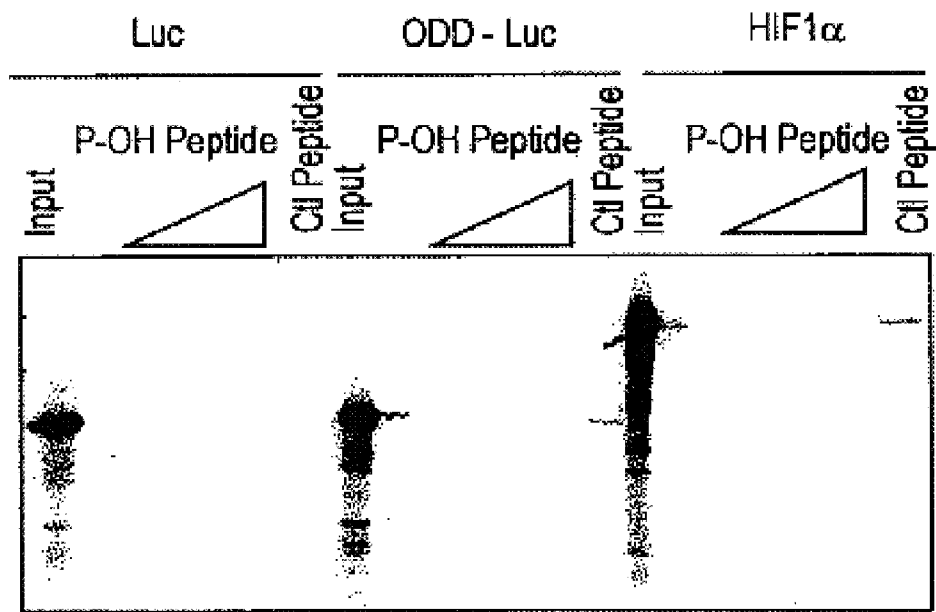 Luc ODD - Luc HIF1α
Input P-OH Peptide Ctl Peptide Input P-OH Peptide Ctl Peptide Input P-OH Peptide Ctl Peptide